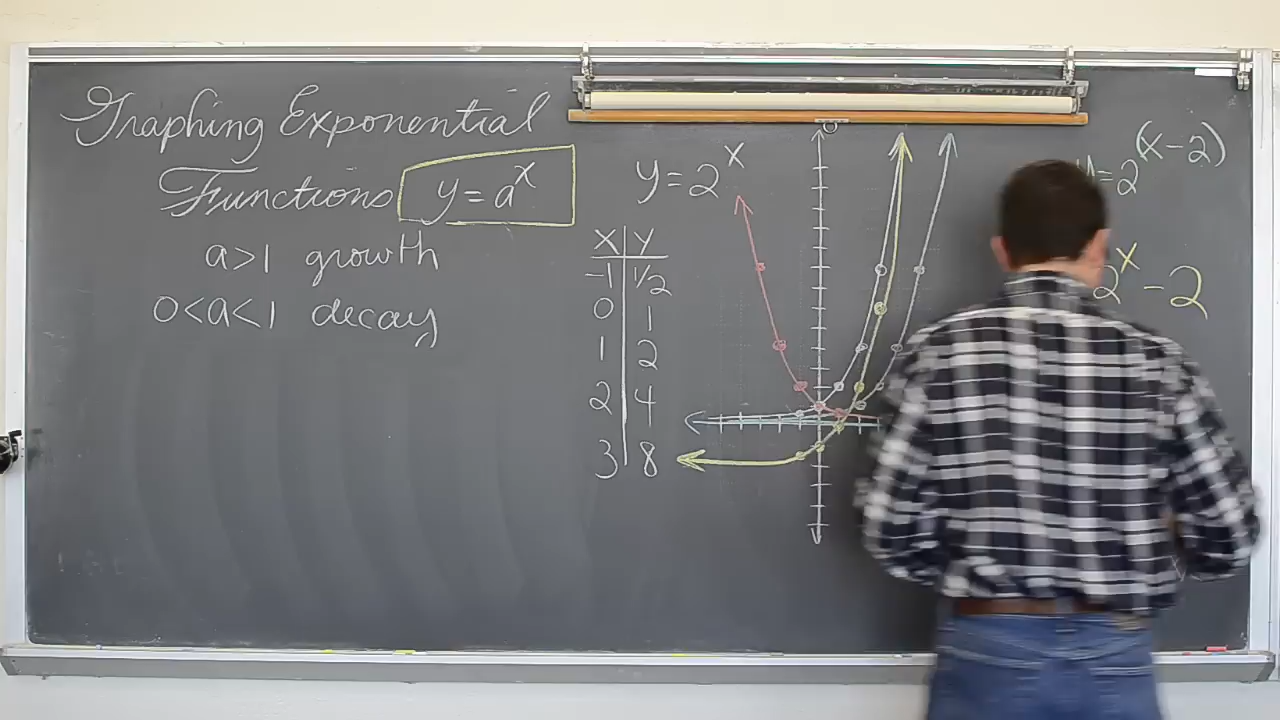 Graphing Exponential
Functions y=a^x
a>1 growth
0<a<1 decay
y=2^x
x y
-1 1/2
0 1
1 2
2 4
3 8
y=2^(x-2)
2^x-2